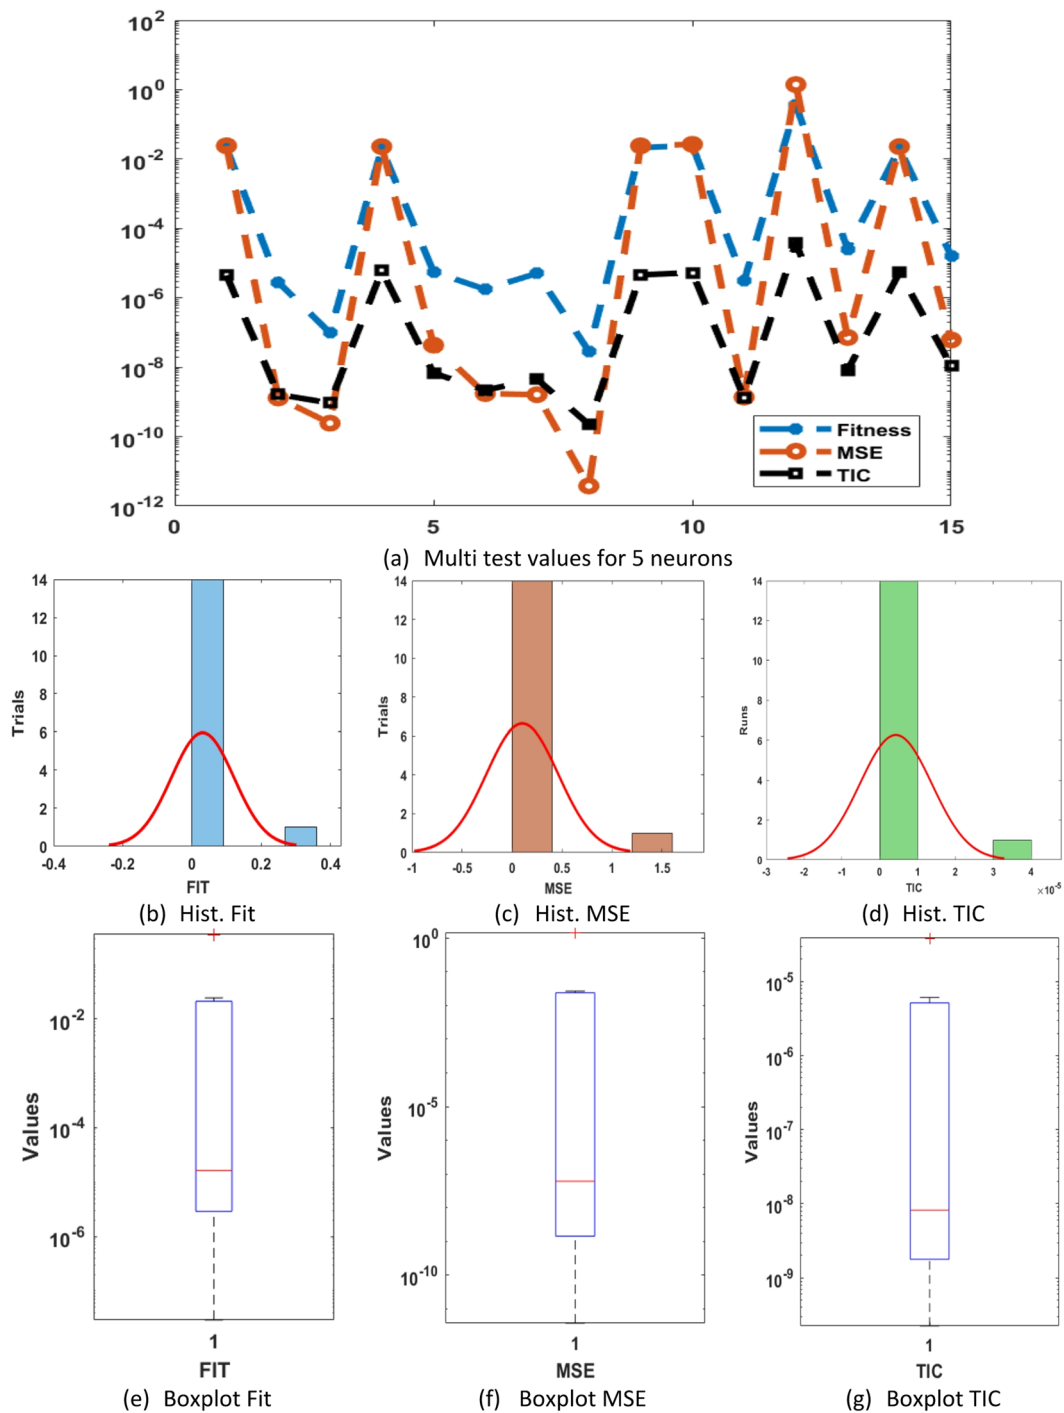 10^2
10^0
10^-2
10^-4
10^-6
10^-8
10^-10
10^-12
Fitness
MSE
TIC
0 5 10 15
(a) Multi test values for 5 neurons
14
12
10
8
6
4
2
0
Trials
-0.4 -0.2 0 0.2 0.4
FIT
(b) Hist. Fit
14
12
10
8
6
4
2
0
Trials
-1 -0.5 0 0.5 1 1.5
MSE
(c) Hist. MSE
14
12
10
8
6
4
2
0
Runs
-3 -2 -1 0 1 2 3 4
×10^-5
TIC
(d) Hist. TIC
10^-2
10^-4
10^-6
Values
1
FIT
(e) Boxplot Fit
10^0
10^-5
10^-10
Values
1
MSE
(f) Boxplot MSE
10^-5
10^-6
10^-7
10^-8
10^-9
Values
1
TIC
(g) Boxplot TIC